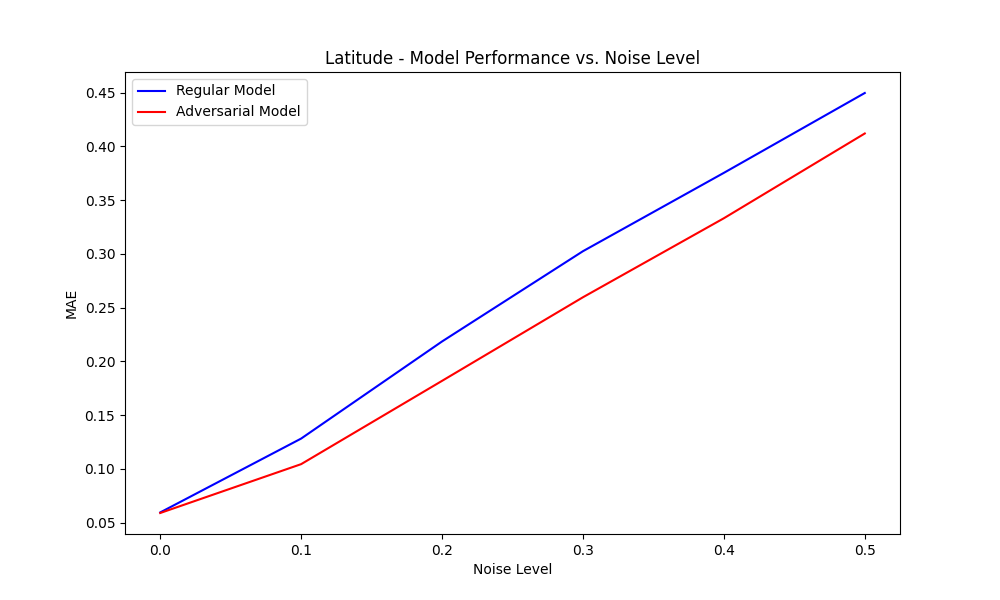 Latitude - Model Performance vs. Noise Level
Regular Model
Adversarial Model
MAE
0.45
0.40
0.35
0.30
0.25
0.20
0.15
0.10
0.05
0.0 0.1 0.2 0.3 0.4 0.5
Noise Level